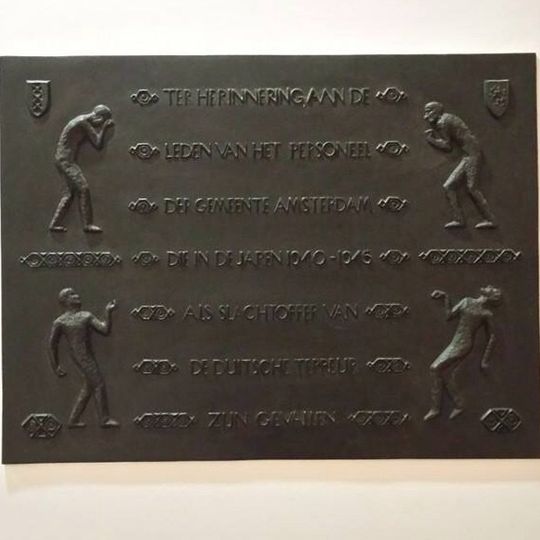 TER HERINNERING AAN DE
LEDEN VAN HET PERSONEEL
DER GEMEENTE AMSTERDAM,
DIE IN DE JAREN 1940-1945
ALS SLACHTOFFER VAN
DE DUITSCHE TERREUR
ZIJN GEVALLEN